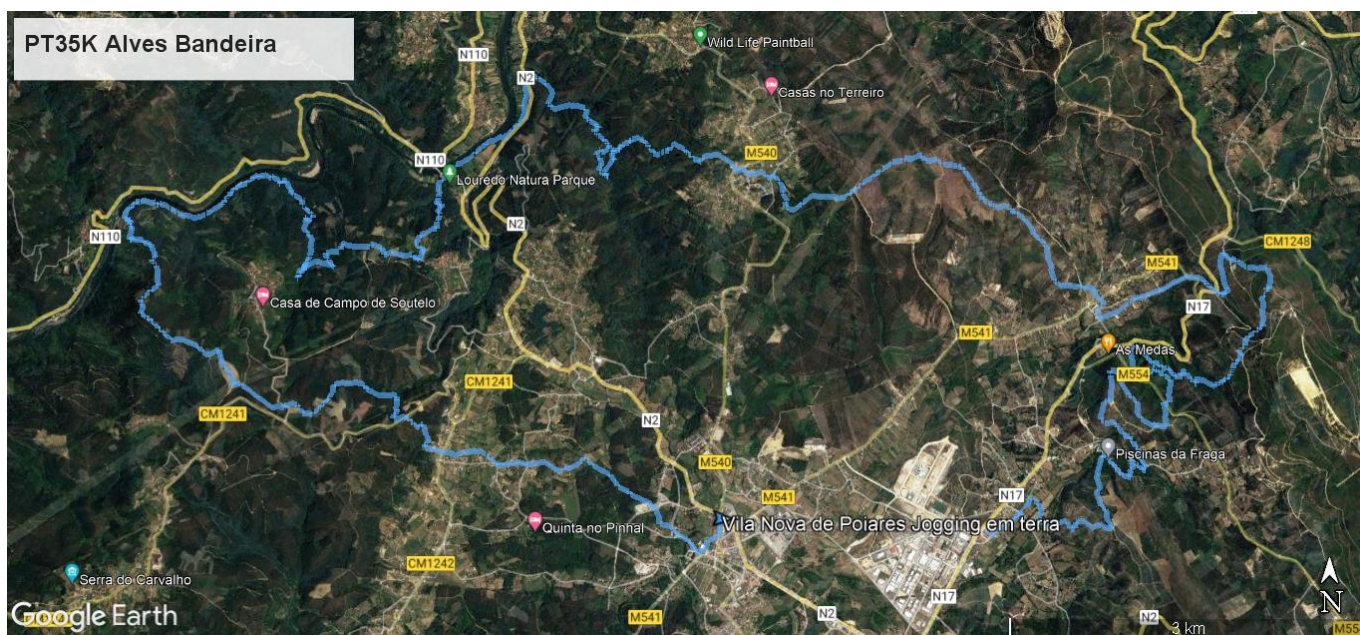 PT35K Alves Bandeira
Wild Life Paintball
N110
N2
Casas no Terreiro
M540
N110
Louredo Natura Parque
N2
N110
CM1248
M541
N17
Casa de Campo de Soutelo
M541
As Medas
M554
CM1241
CM1241
N2
Piscinas da Fraga
M540
M541
N17
Vila Nova de Poiares Jogging em terra
Quinta no Pinhal
CM1242
Serra do Carvalho
N17
N
Google Earth
M541
N2
N2
3 km